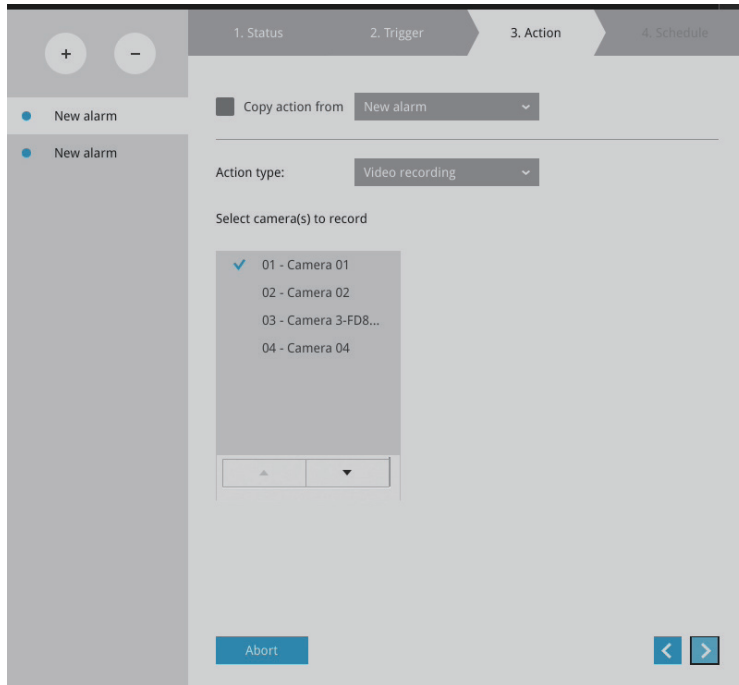 1. Status
2. Trigger
3. Action
4. Schedule
+
-
New alarm
New alarm
Copy action from
New alarm
Action type:
Video recording
Select camera(s) to record
01 - Camera 01
02 - Camera 02
03 - Camera 3-FD8...
04 - Camera 04
Abort